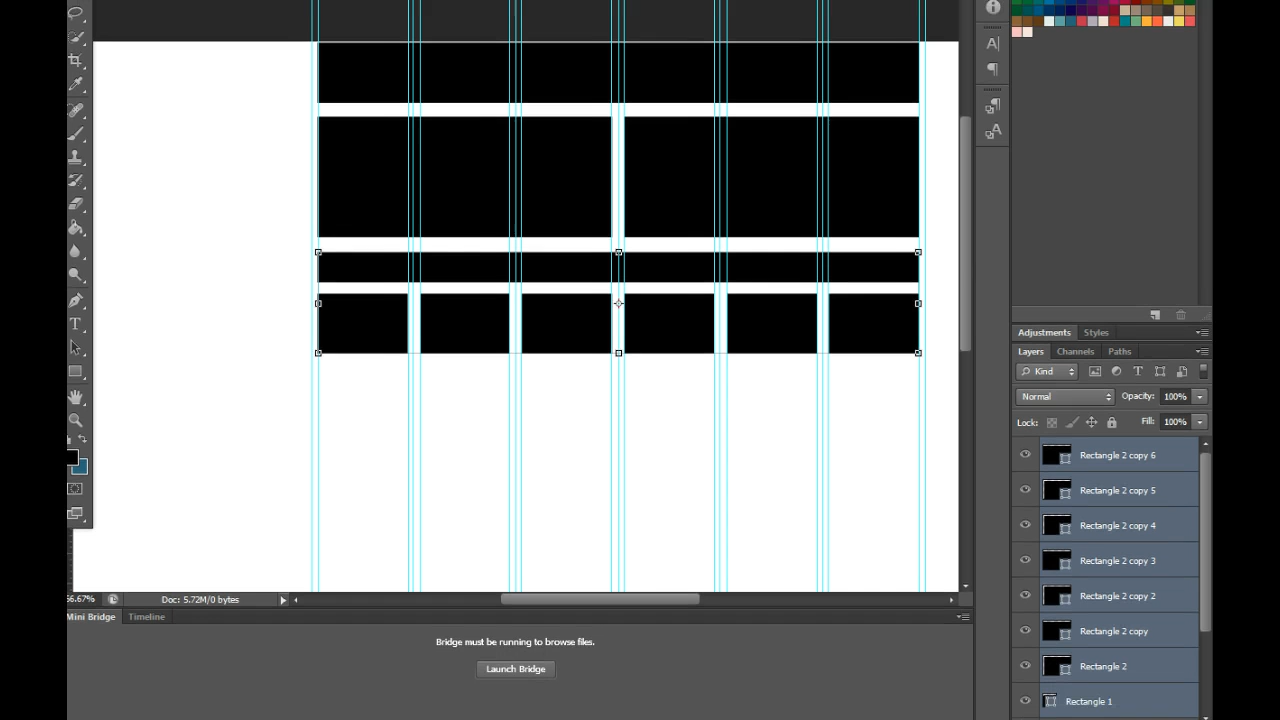 Adjustments Styles
Layers Channels Paths
Kind
Normal Opacity: 100%
Lock: Fill: 100%
Rectangle 2 copy 6
Rectangle 2 copy 5
Rectangle 2 copy 4
Rectangle 2 copy 3
Rectangle 2 copy 2
Rectangle 2 copy
Rectangle 2
Rectangle 1
66.67% Doc: 5.72M/0 bytes
Mini Bridge Timeline
Bridge must be running to browse files.
Launch Bridge